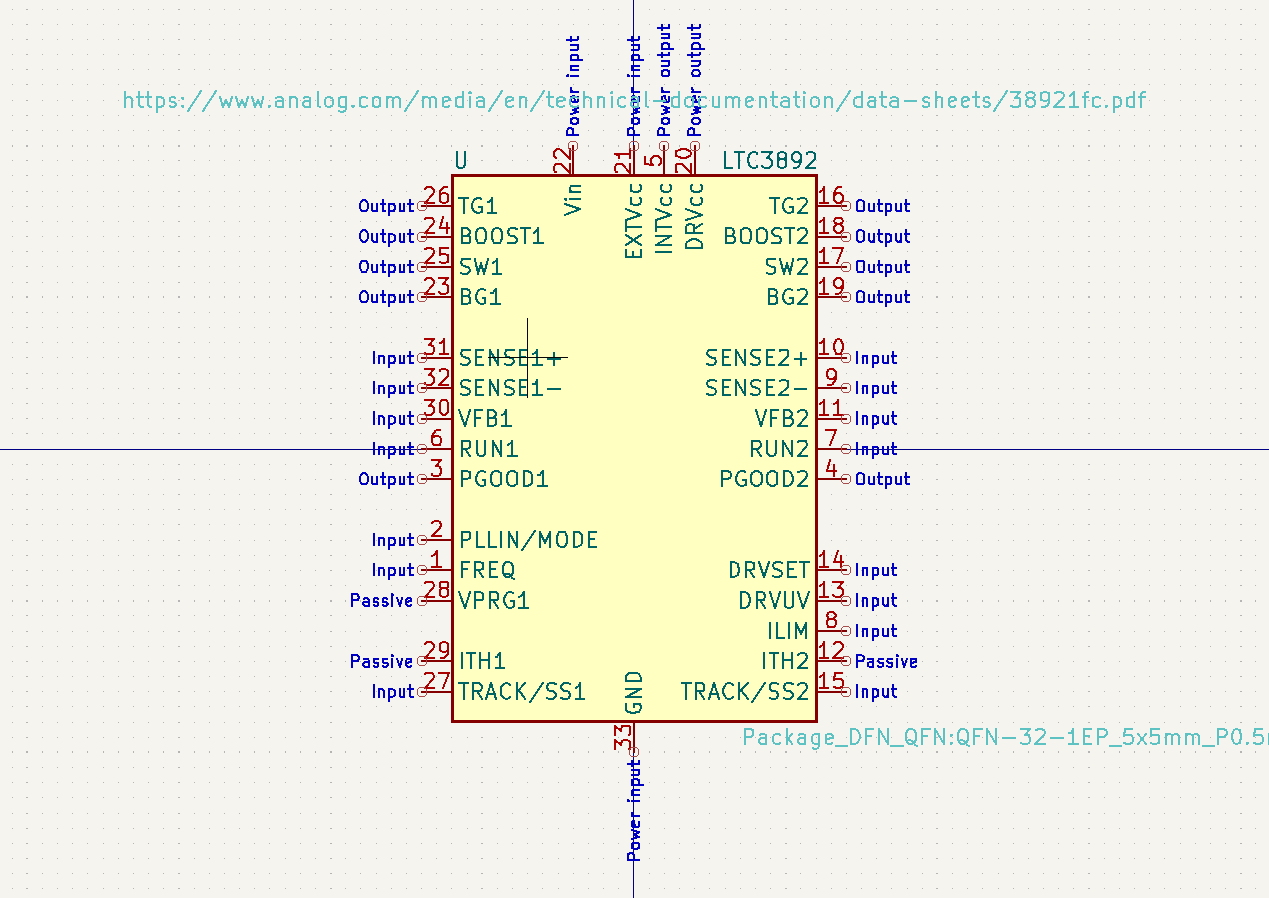 Power input Power input Power output Power output
https://www.analog.com/media/en/technical-documentation/data-sheets/38921fc.pdf
U 22 21 5 20 LTC3892
Vin EXTVcc INTVcc DRVcc
Output 26 TG1 TG2 16 Output
Output 24 BOOST1 BOOST2 18 Output
Output 25 SW1 SW2 17 Output
Output 23 BG1 BG2 19 Output
Input 31 SENSE1+ SENSE2+ 10 Input
Input 32 SENSE1- SENSE2- 9 Input
Input 30 VFB1 VFB2 11 Input
Input 6 RUN1 RUN2 7 Input
Output 3 PGOOD1 PGOOD2 4 Output
Input 2 PLLIN/MODE
Input 1 FREQ DRVSET 14 Input
Passive 28 VPRG1 DRVUV 13 Input
ILIM 8 Input
Passive 29 ITH1 ITH2 12 Passive
Input 27 TRACK/SS1 GND TRACK/SS2 15 Input
33 Package_DFN_QFN:QFN-32-1EP_5x5mm_P0.5
Power input